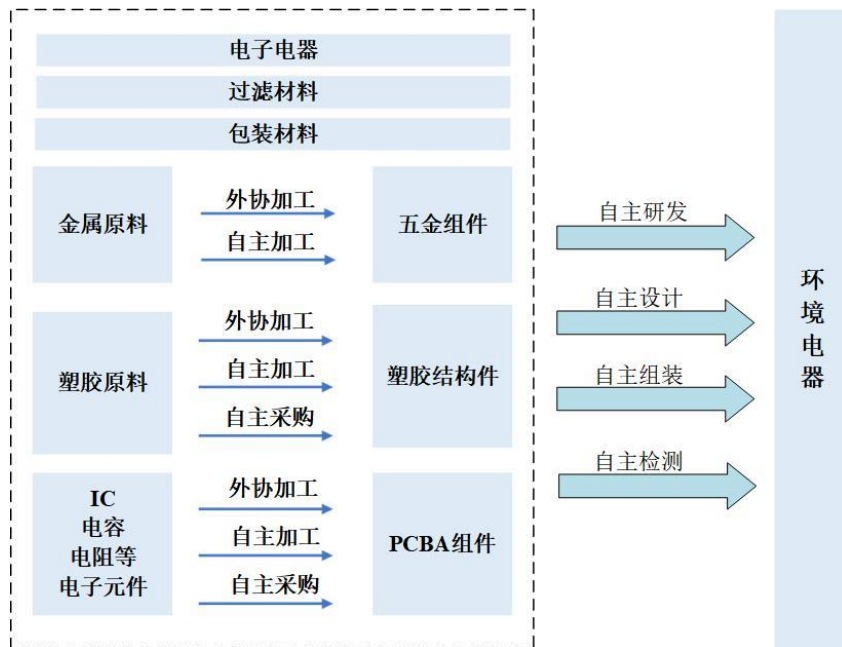 电子电器
过滤材料
包装材料
金属原料
外协加工
自主加工
五金组件
塑胶原料
外协加工
自主加工
自主采购
塑胶结构件
IC
电容
电阻等
电子元件
外协加工
自主加工
自主采购
PCBA组件
自主研发
自主设计
自主组装
自主检测
环
境
电
器